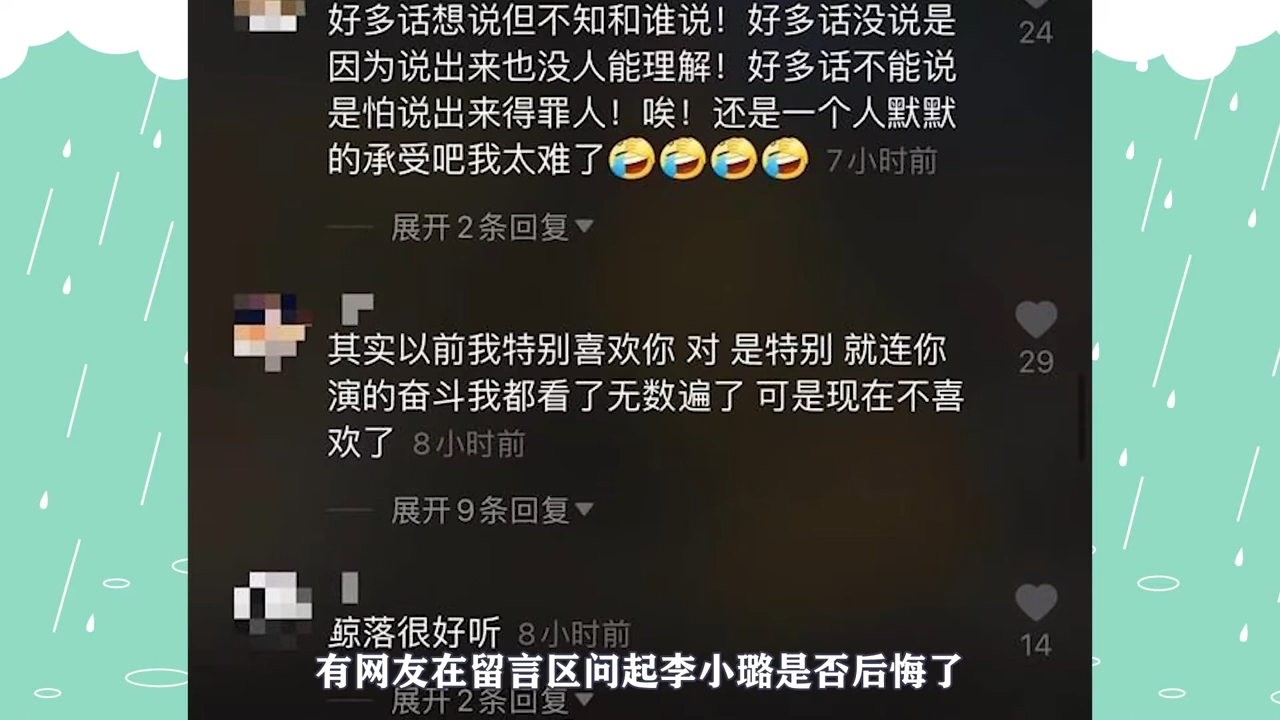 好多话想说但不知和谁说！好多话没说是
24
因为说出来也没人能理解！好多话不能说
是怕说出来得罪人！唉！还是一个人默默
的承受吧我太难了🤣🤣🤣🤣 7小时前
展开2条回复
其实以前我特别喜欢你 对 是特别 就连你
29
演的奋斗我都看了无数遍了 可是现在不喜
欢了 8小时前
展开9条回复
鲸落很好听 8小时前
14
有网友在留言区问起李小璐是否后悔了
展开2条回复